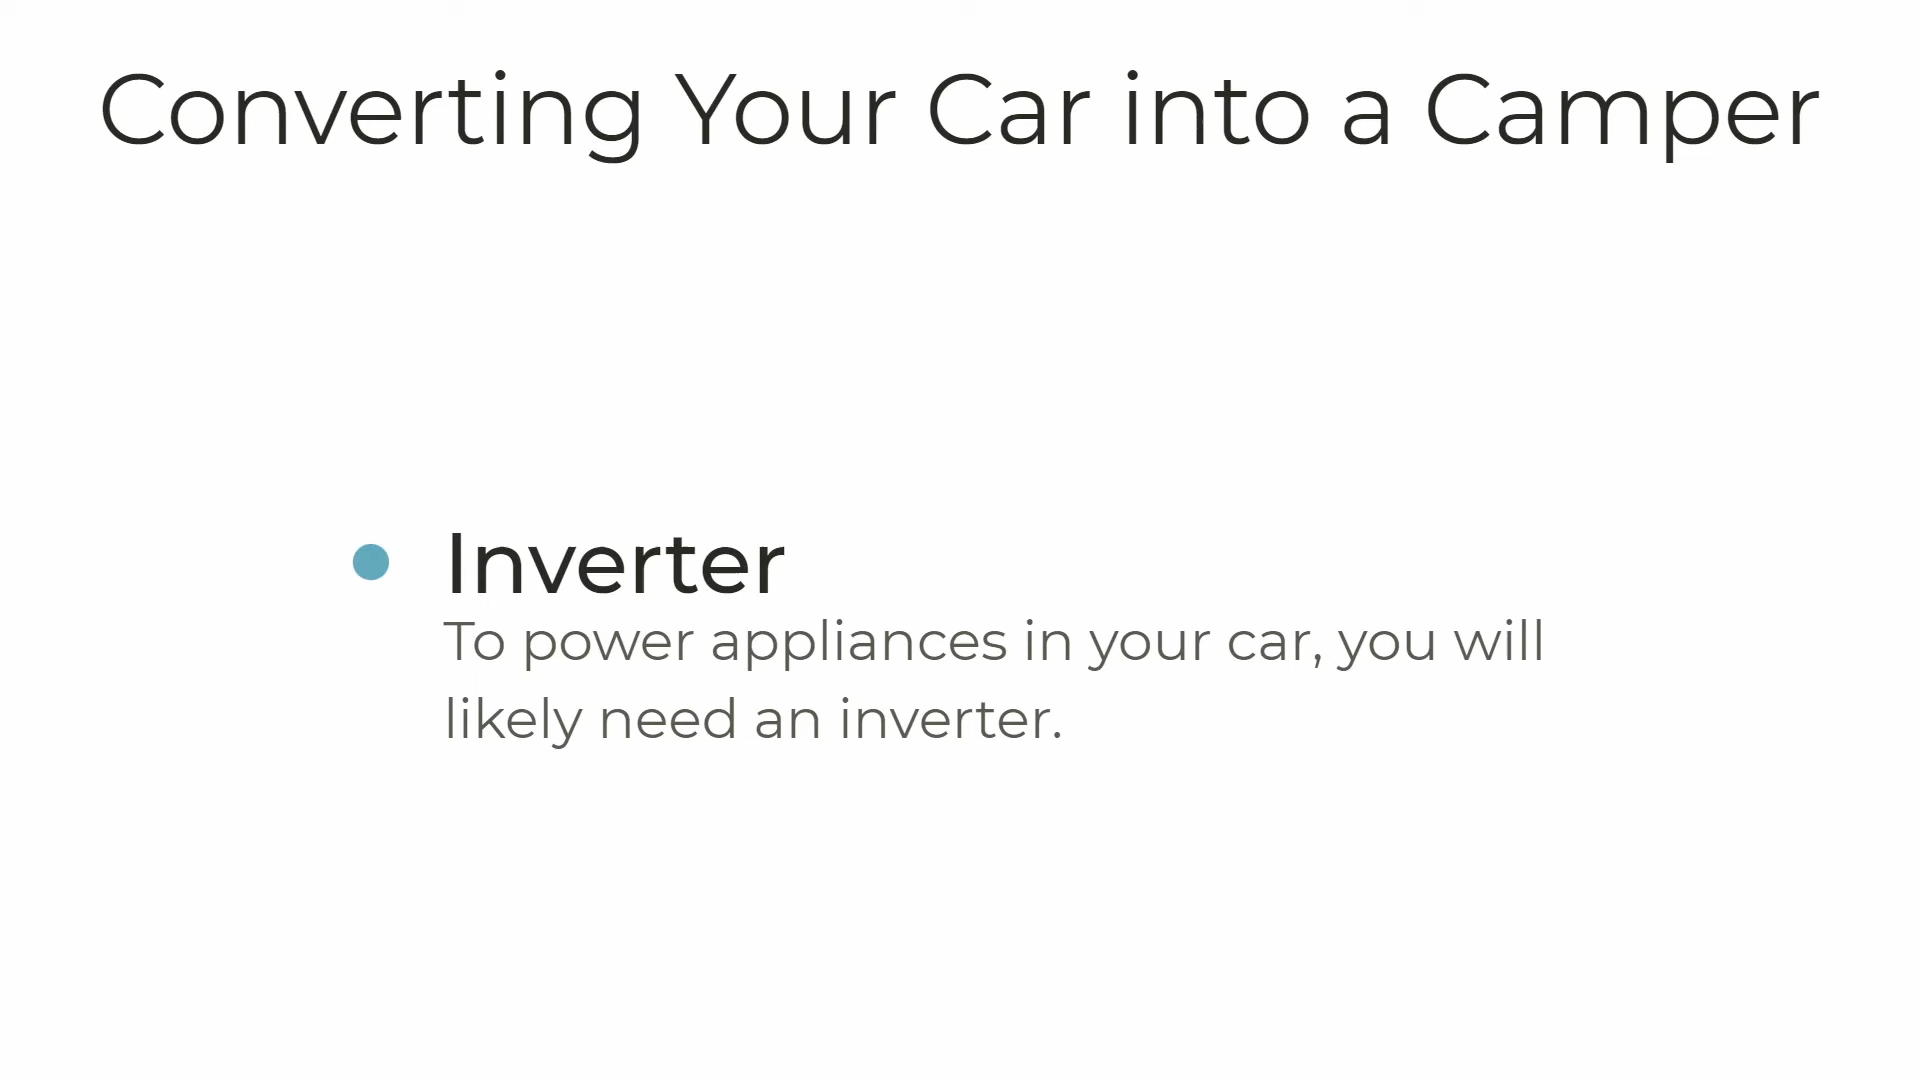 Converting Your Car into a Camper
Inverter
To power appliances in your car, you will
likely need an inverter.